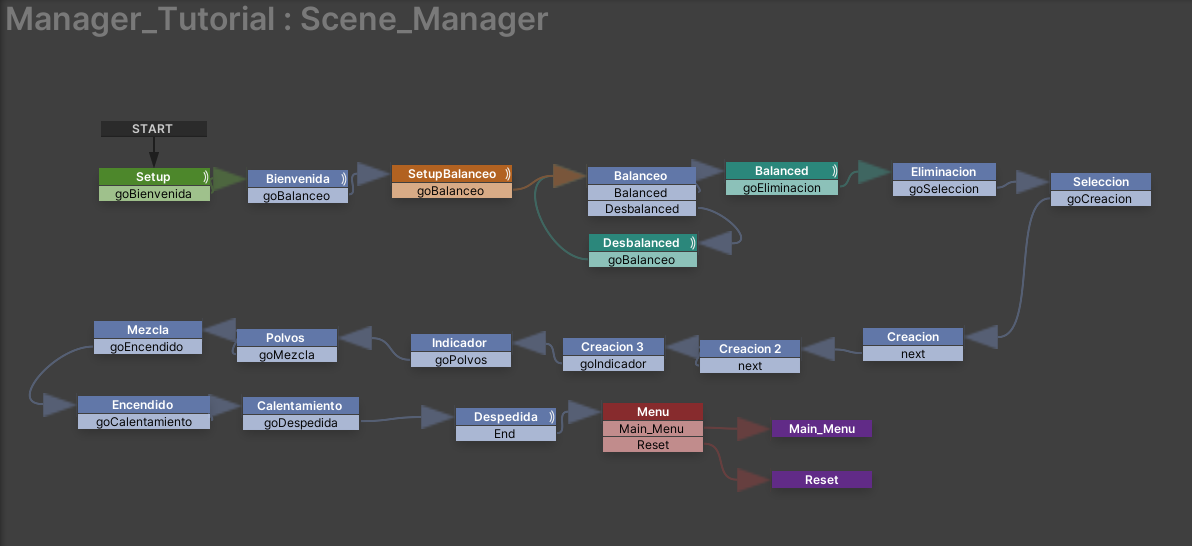 Manager_Tutorial : Scene_Manager
START
Setup
goBienvenida
Bienvenida
goBalanceo
SetupBalanceo
goBalanceo
Balanceo
Balanced
Desbalanced
Balanced
goEliminacion
Eliminacion
goSeleccion
Seleccion
goCreacion
Desbalanced
goBalanceo
Mezcla
goEncendido
Polvos
goMezcla
Indicador
goPolvos
Creacion 3
goIndicador
Creacion 2
next
Creacion
next
Encendido
goCalentamiento
Calentamiento
goDespedida
Despedida
End
Menu
Main_Menu
Reset
Main_Menu
Reset